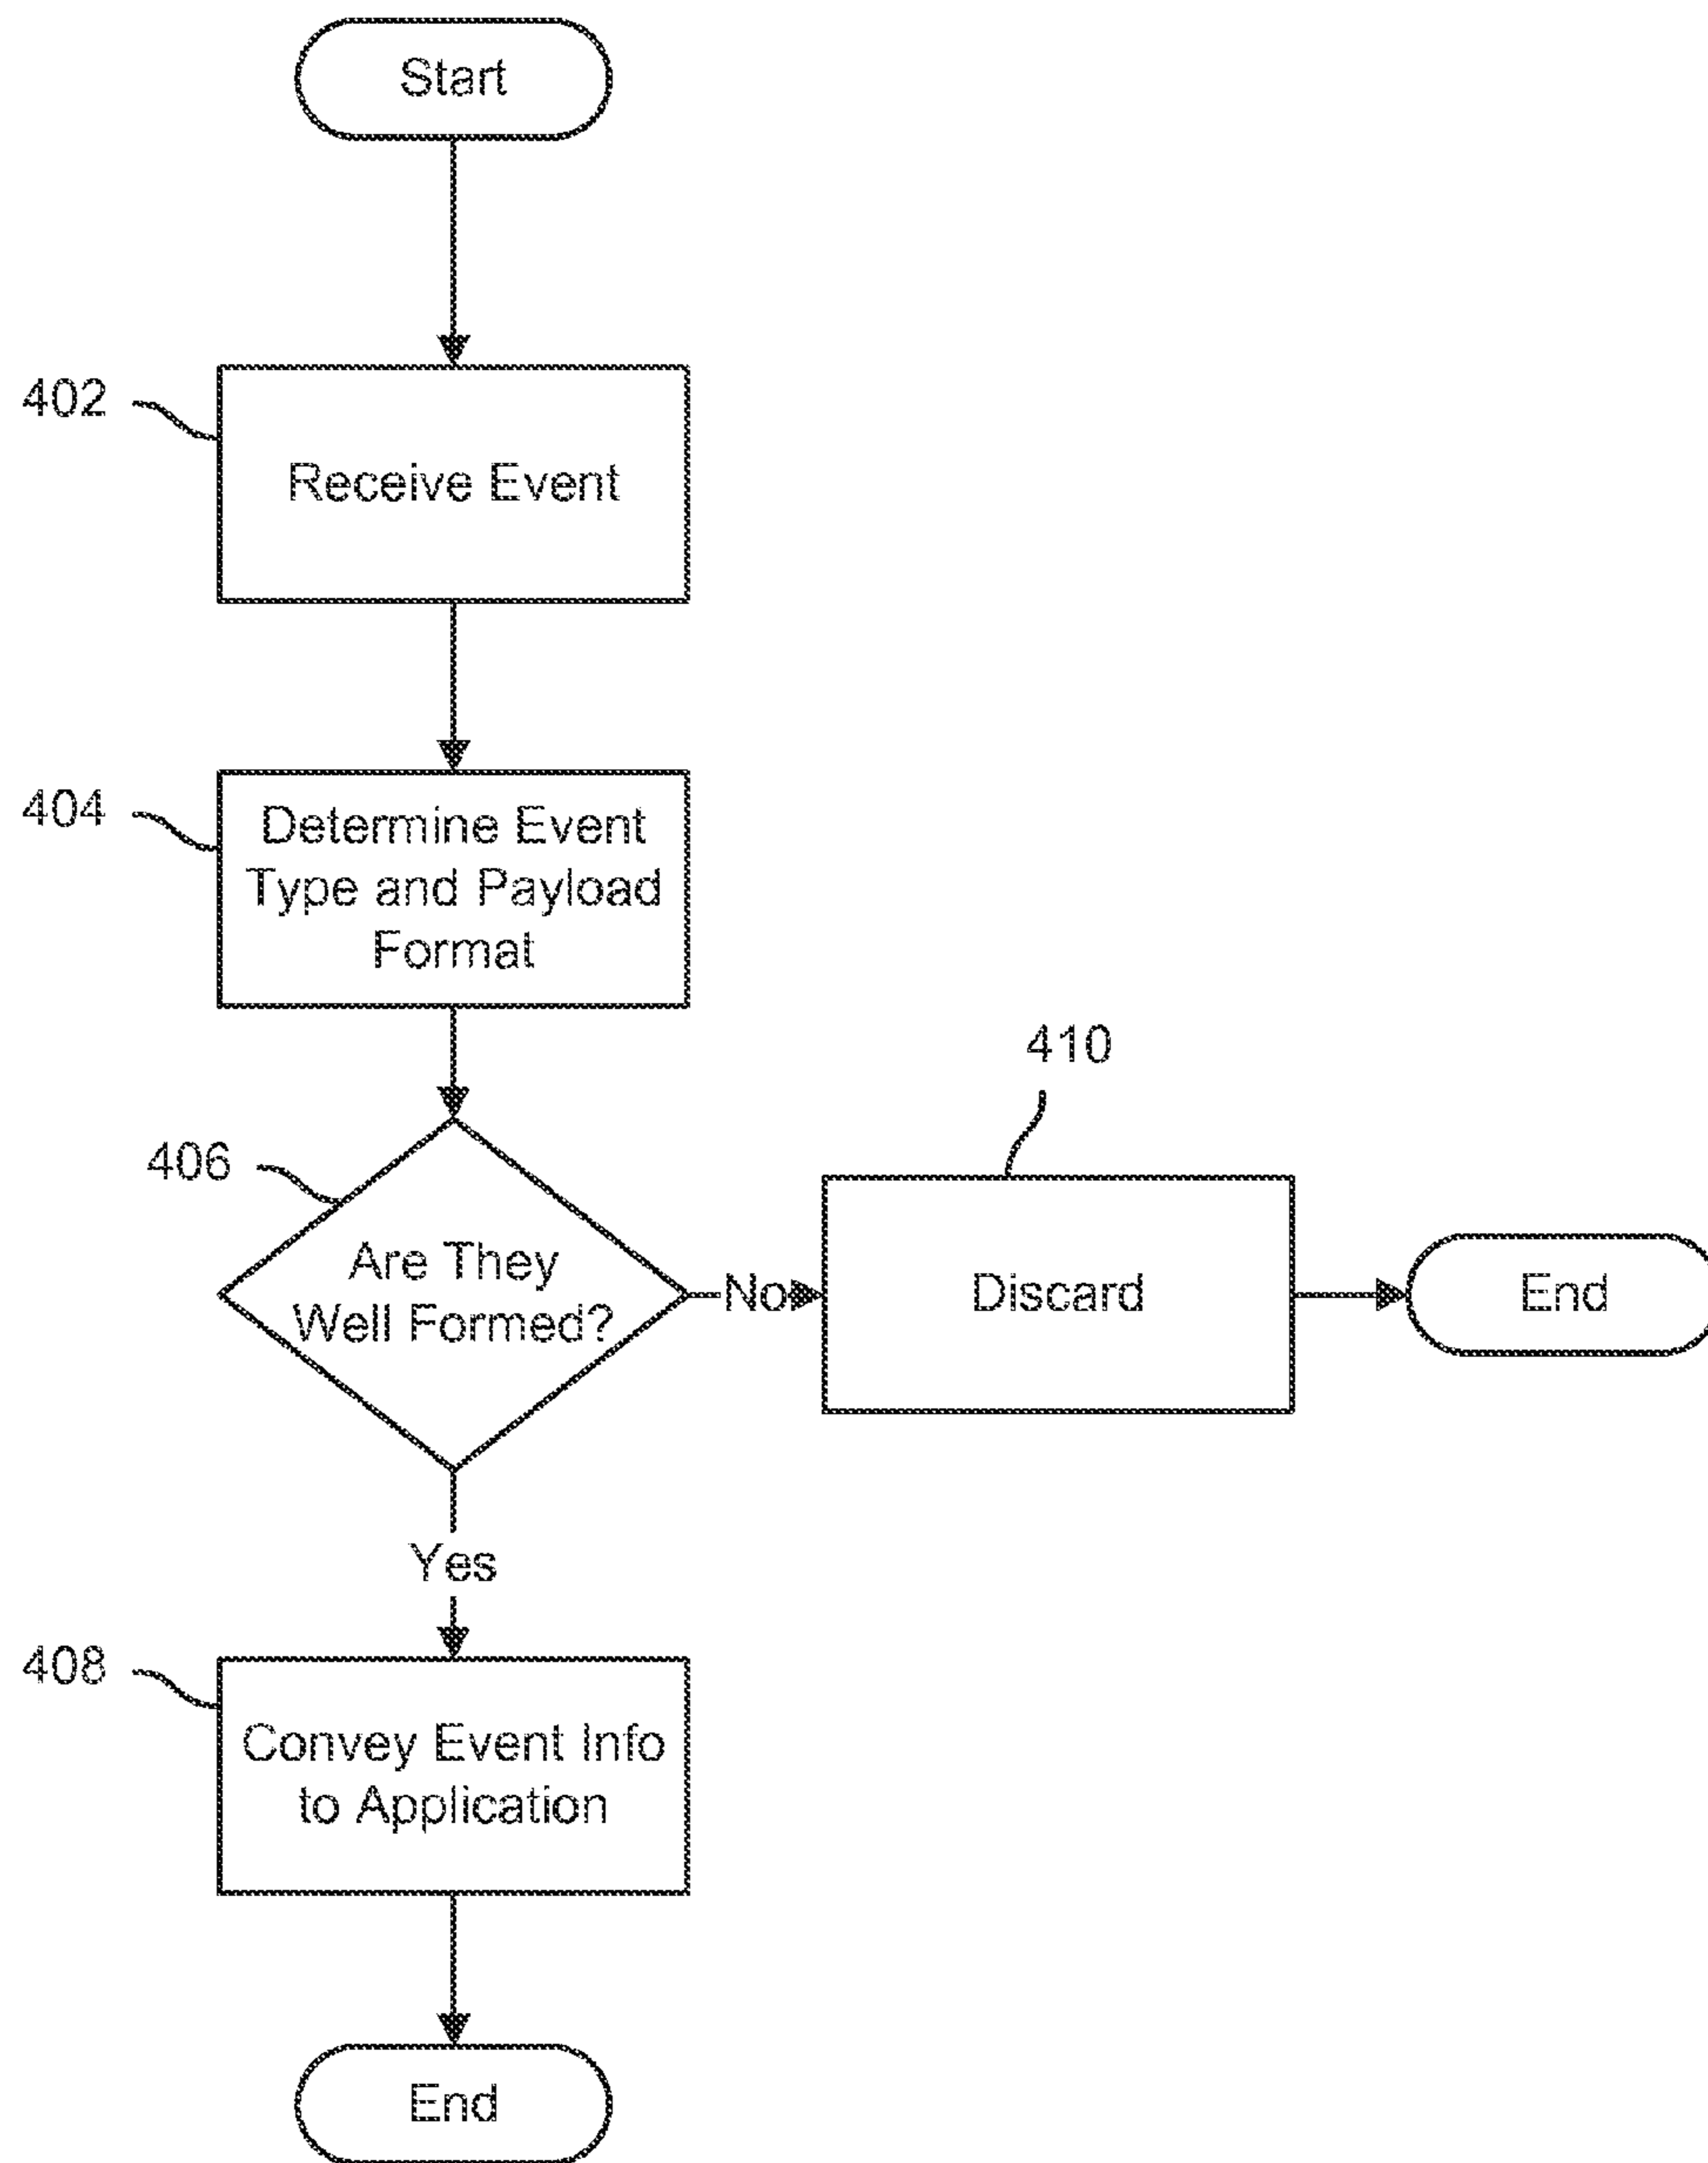 Start
402
Receive Event
404
Determine Event
Type and Payload
Format
410
406
Are They
Well Formed?
No
Discard
End
Yes
408
Convey Event Info
to Application
End